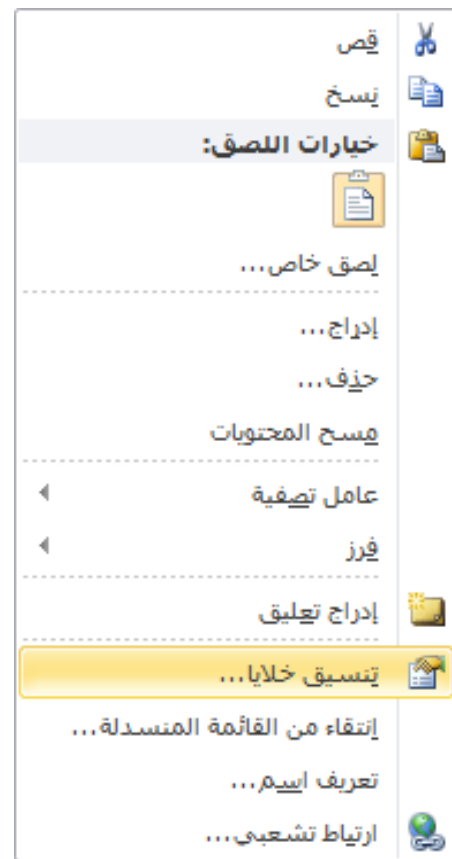 قص
نسخ
خيارات اللصق:
لصق خاص...
إدراج...
حذف...
مسح المحتويات
عامل تصفية
فرز
إدراج تعليق
تنسيق خلايا...
إنتقاء من القائمة المنسدلة...
تعريف اسم...
ارتباط تشعبي...